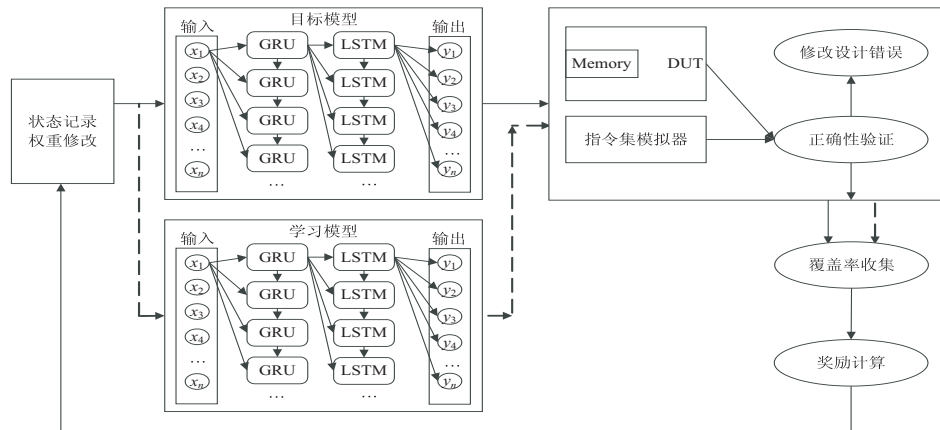 状态记录
权重修改
目标模型
输入
输出
x1
x2
x3
x4
…
xn
GRU
GRU
GRU
GRU
…
LSTM
LSTM
LSTM
LSTM
…
y1
y2
y3
y4
…
yn
学习模型
输入
输出
x1
x2
x3
x4
…
xn
GRU
GRU
GRU
GRU
…
LSTM
LSTM
LSTM
LSTM
…
y1
y2
y3
y4
…
yn
Memory
DUT
指令集模拟器
修改设计错误
正确性验证
覆盖率收集
奖励计算